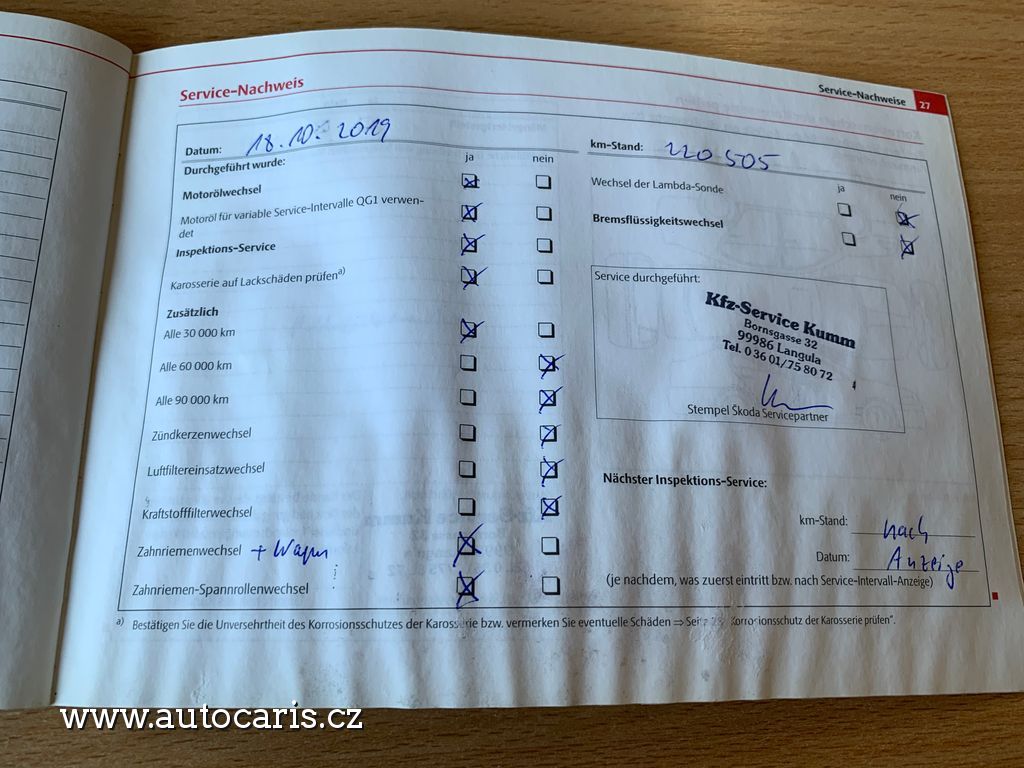 Service-Nachweis
Service-Nachweise 27
Datum: 18.10.2019
km-Stand: 220 505
Durchgeführt wurde:
ja nein
ja nein
Motorölwechsel
Wechsel der Lambda-Sonde
Motoröl für variable Service-Intervalle QG1 verwen-
det
Bremsflüssigkeitswechsel
Inspektions-Service
Karosserie auf Lackschäden prüfen a)
Zusätzlich
Alle 30 000 km
Alle 60 000 km
Alle 90 000 km
Zündkerzenwechsel
Luftfiltereinsatzwechsel
Kraftstofffilterwechsel
Zahnriemenwechsel +
Zahnriemen-Spannrollenwechsel
Service durchgeführt:
Kfz-Service Kumm
Bornsgasse 32
99986 Langula
Tel. 0 36 01/75 80 72
Stempel Škoda Servicepartner
Nächster Inspektions-Service:
km-Stand: nach
Datum: Anzeige
(je nachdem, was zuerst eintritt bzw. nach Service-Intervall-Anzeige)
a) Bestätigen Sie die Unversehrtheit des Korrosionsschutzes der Karosserie bzw. vermerken Sie eventuelle Schäden ⇒ Seite 28, „Korrosionsschutz der Karosserie prüfen".
www.autocaris.cz